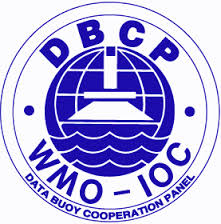 DBCP
WMO - IOC
DATA BUOY COOPERATION PANEL